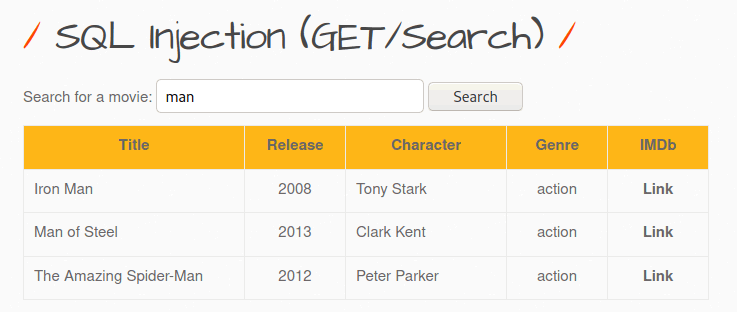 / SQL Injection (GET/Search) /
Search for a movie: man Search
Title Release Character Genre IMDb
Iron Man 2008 Tony Stark action Link
Man of Steel 2013 Clark Kent action Link
The Amazing Spider-Man 2012 Peter Parker action Link